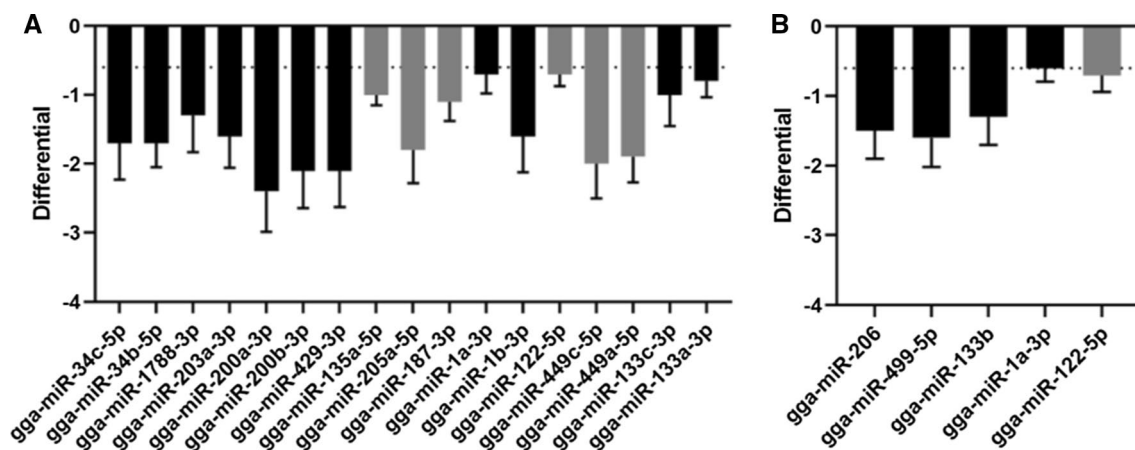 A
Differential
0
-1
-2
-3
-4
gga-miR-34c-5p
gga-miR-34b-5p
gga-miR-1788-3p
gga-miR-203a-3p
gga-miR-200a-3p
gga-miR-200b-3p
gga-miR-429-3p
gga-miR-135a-5p
gga-miR-205a-5p
gga-miR-187-3p
gga-miR-1a-3p
gga-miR-1b-3p
gga-miR-122-5p
gga-miR-449c-5p
gga-miR-449a-5p
gga-miR-133c-3p
gga-miR-133a-3p
B
Differential
0
-1
-2
-3
-4
gga-miR-206
gga-miR-499-5p
gga-miR-133b
gga-miR-1a-3p
gga-miR-122-5p